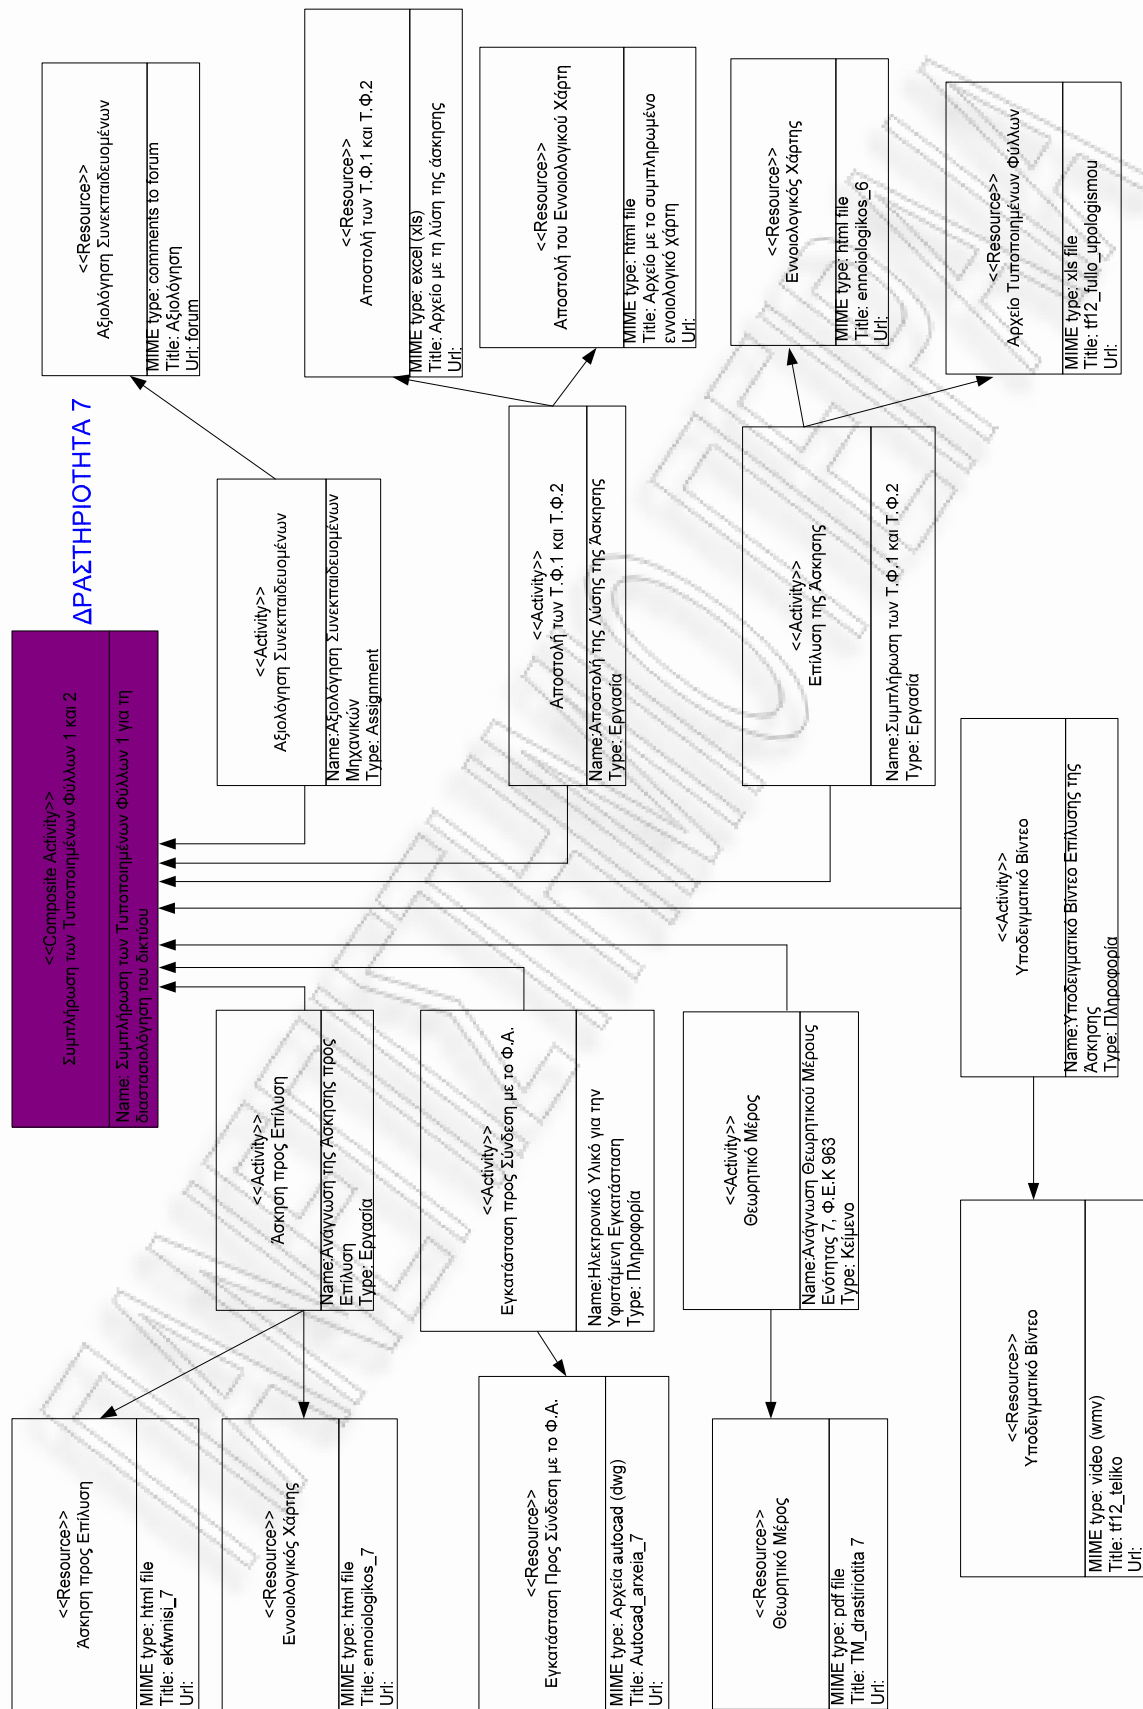 ΔΡΑΣΤΗΡΙΟΤΗΤΑ 7
<<Composite Activity>>
Συμπλήρωση των Τυποποιημένων Φύλλων 1 και 2
Name: Συμπλήρωση των Τυποποιημένων Φύλλων 1 για τη
διαστασιολόγηση του δικτύου
<<Resource>>
Άσκηση προς Επίλυση
MIME type: html file
Title: ekfwnisi_7
Url:
<<Resource>>
Εννοιολογικός Χάρτης
MIME type: html file
Title: ennoiologikos_7
Url:
<<Resource>>
Εγκατάσταση Προς Σύνδεση με το Φ.Α.
MIME type: Αρχεία autocad (dwg)
Title: Autocad_arxeia_7
Url:
<<Resource>>
Θεωρητικό Μέρος
MIME type: pdf file
Title: TM_drastiriotita 7
Url:
<<Resource>>
Υποδειγματικό Βίντεο
MIME type: video (wmv)
Title: tf12_teliko
Url:
<<Activity>>
Άσκηση προς Επίλυση
Name:Ανάγνωση της Άσκησης προς
Επίλυση
Type: Εργασία
<<Activity>>
Εγκατάσταση προς Σύνδεση με το Φ.Α.
Name:Ηλεκτρονικό Υλικό για την
Υφιστάμενη Εγκατάσταση
Type: Πληροφορία
<<Activity>>
Θεωρητικό Μέρος
Name:Ανάγνωση Θεωρητικού Μέρους
Ενότητας 7, Φ.Ε.Κ 963
Type: Κείμενο
<<Activity>>
Υποδειγματικό Βίντεο
Name:Υποδειγματικό Βίντεο Επίλυσης της
Άσκησης
Type: Πληροφορία
<<Activity>>
Αξιολόγηση Συνεκπαιδευομένων
Name:Αξιολόγηση Συνεκπαιδευομένων
Μηχανικών
Type: Assignment
<<Activity>>
Αποστολή των Τ.Φ.1 και Τ.Φ.2
Name:Αποστολή της Λύσης της Άσκησης
Type: Εργασία
<<Activity>>
Επίλυση της Άσκησης
Name:Συμπλήρωση των Τ.Φ.1 και Τ.Φ.2
Type: Εργασία
<<Resource>>
Αξιολόγηση Συνεκπαιδευομένων
MIME type: comments to forum
Title: Αξιολόγηση
Url: forum
<<Resource>>
Αποστολή των Τ.Φ.1 και Τ.Φ.2
MIME type: excel (xls)
Title: Αρχείο με τη λύση της άσκησης
Url:
<<Resource>>
Αποστολή του Εννοιολογικού Χάρτη
MIME type: html file
Title: Αρχείο με το συμπληρωμένο
εννοιολογικό χάρτη
Url:
<<Resource>>
Εννοιολογικός Χάρτης
MIME type: html file
Title: ennoiologikos_6
Url:
<<Resource>>
Αρχείο Τυποποιημένων Φύλλων
MIME type: xls file
Title: tf12_fullo_upologismou
Url:
ΠΑΝΕΠΙΣΤΗΜΙΟ ΠΕΙΡΑΙΑ